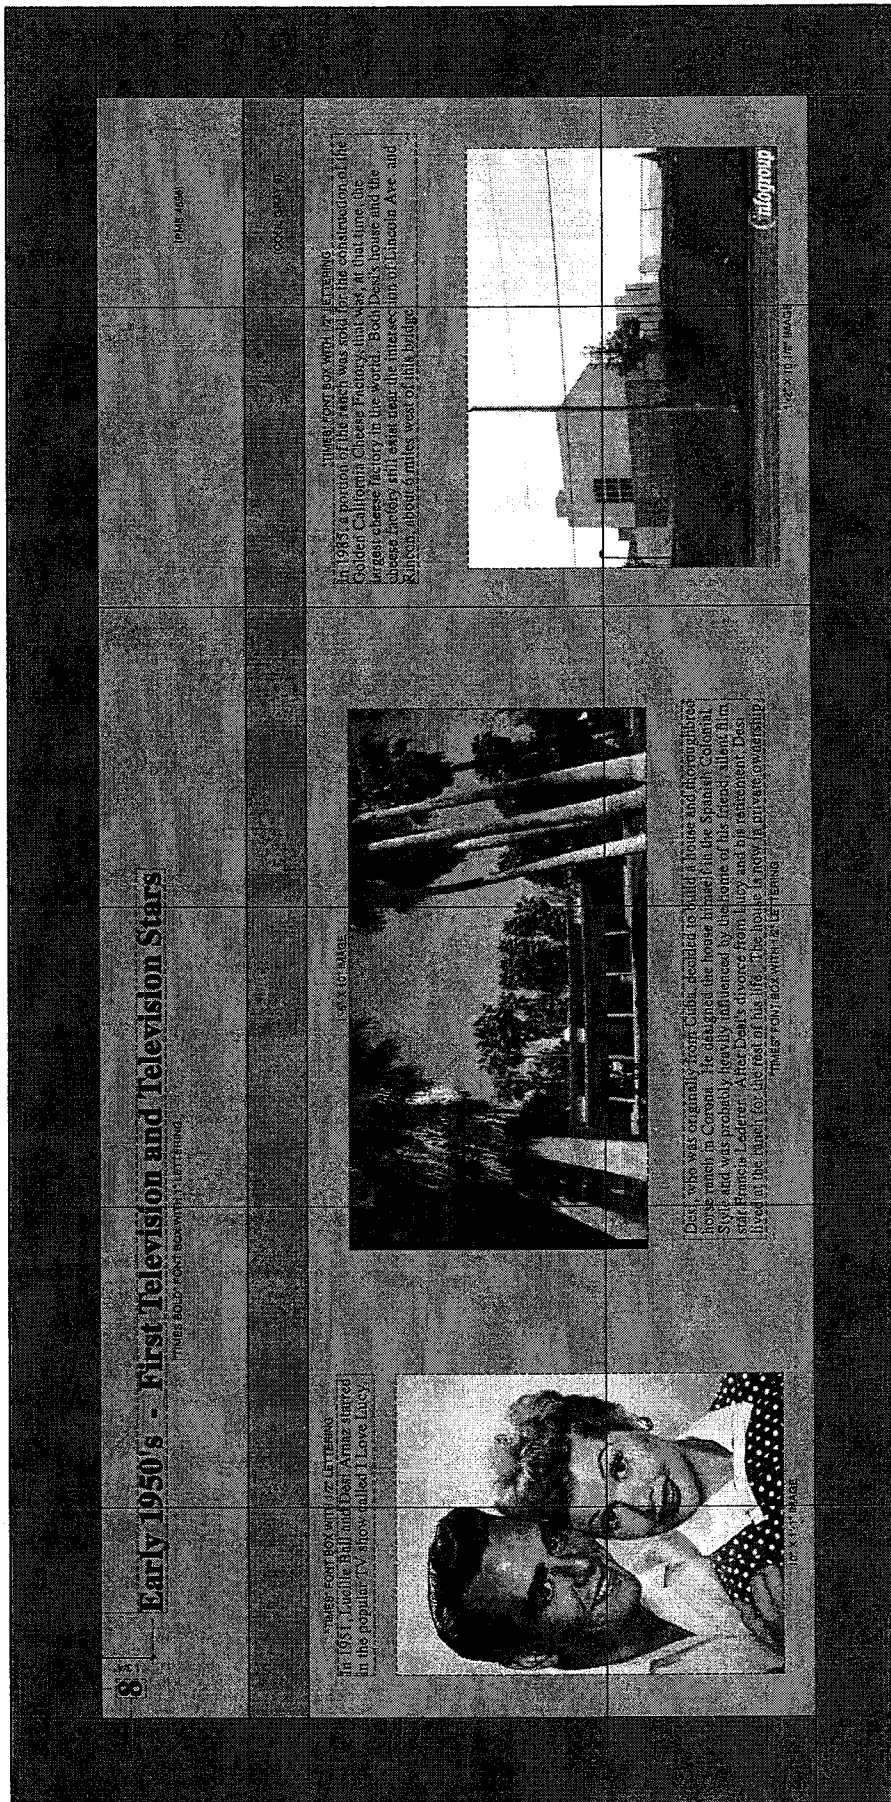 8
Early 1950's - First Television and Television Stars
"TIMES BOLD" FONT BOX WITH 1" LETTERING
"TIMES" FONT BOX WITH 1/2" LETTERING
In 1951, Lucille Ball and Desi Arnaz starred
in the popular TV show called I Love Lucy.
IMAGE
IMAGE
Desi, who was originally from Cuba, decided to build a house and thoroughbred
horse ranch in Corona. He designed the house himself in the Spanish Colonial
Style and was probably heavily influenced by the home of his friend, silent film
star Francis Lederer. After Desi's divorce from Lucy and his retirement, Desi
lived at the ranch for the rest of his life. The house is now in private ownership.
"TIMES" FONT BOX WITH 1/2" LETTERING
"TIMES" FONT BOX WITH 1/2" LETTERING
In 1985, a portion of the ranch was sold for the construction of the
Golden California Cheese Factory, that was, at that time, the
largest cheese factory in the world. Both Desi's house and the
cheese factory still exist near the intersection of Lincoln Ave. and
Rincon, about 5 miles west of this bridge.
infogroup
IMAGE